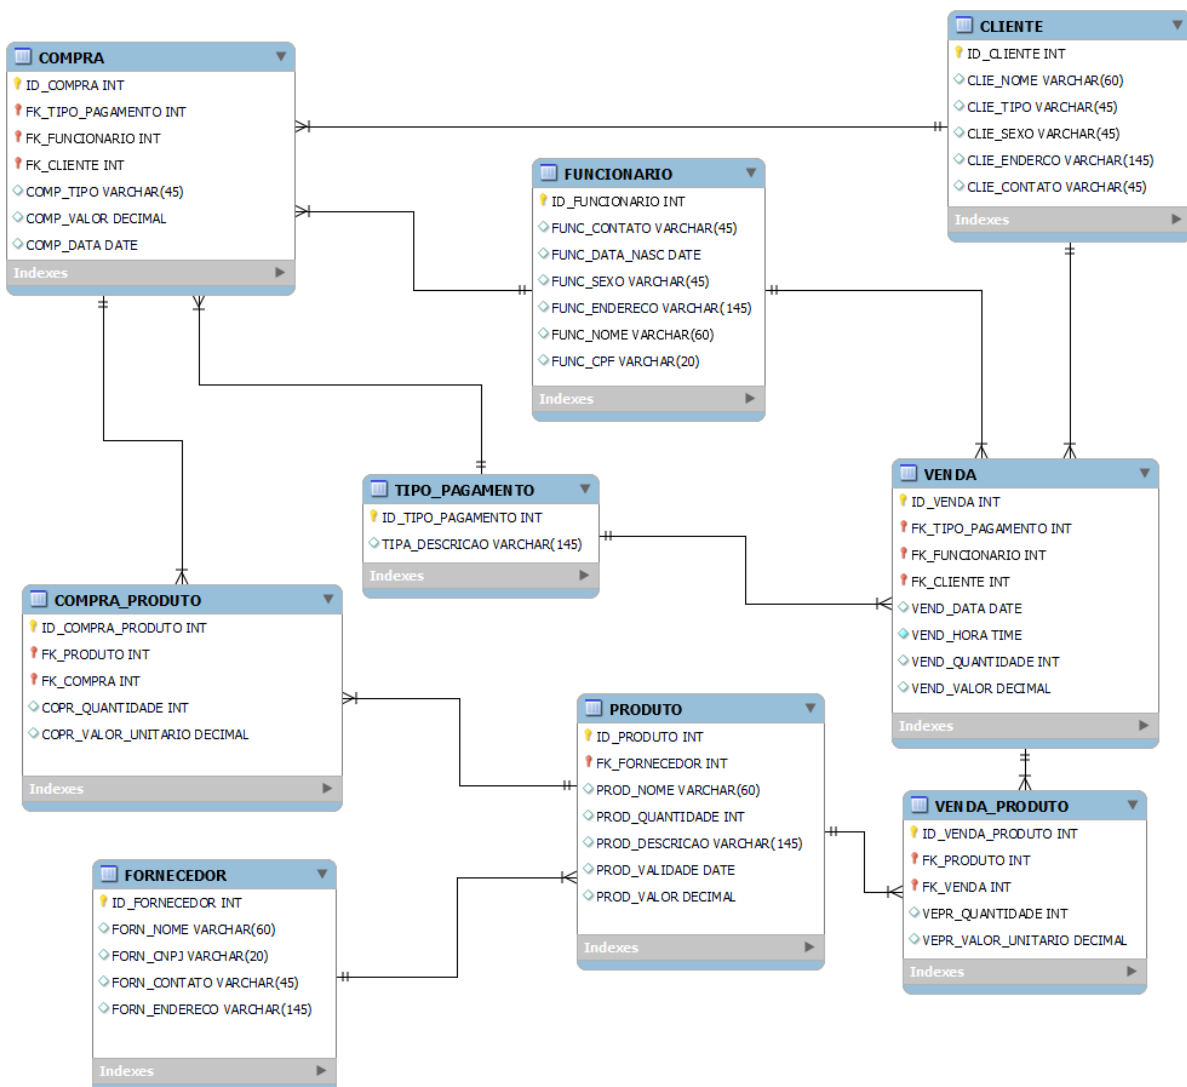 COMPRA
ID_COMPRA INT
FK_TIPO_PAGAMENTO INT
FK_FUNCIONARIO INT
FK_CLIENTE INT
COMP_TIPO VARCHAR(45)
COMP_VALOR DECIMAL
COMP_DATA DATE
Indexes
CLIENTE
ID_CLIENTE INT
CLIE_NOME VARCHAR(60)
CLIE_TIPO VARCHAR(45)
CLIE_SEXO VARCHAR(45)
CLIE_ENDERCO VARCHAR(145)
CLIE_CONTATO VARCHAR(45)
Indexes
FUNCIONARIO
ID_FUNCIONARIO INT
FUNC_CONTATO VARCHAR(45)
FUNC_DATA_NASC DATE
FUNC_SEXO VARCHAR(45)
FUNC_ENDERECO VARCHAR(145)
FUNC_NOME VARCHAR(60)
FUNC_CPF VARCHAR(20)
Indexes
TIPO_PAGAMENTO
ID_TIPO_PAGAMENTO INT
TIPA_DESCRICAO VARCHAR(145)
Indexes
VENDA
ID_VENDA INT
FK_TIPO_PAGAMENTO INT
FK_FUNCIONARIO INT
FK_CLIENTE INT
VEND_DATA DATE
VEND_HORA TIME
VEND_QUANTIDADE INT
VEND_VALOR DECIMAL
Indexes
COMPRA_PRODUTO
ID_COMPRA_PRODUTO INT
FK_PRODUTO INT
FK_COMPRA INT
COPR_QUANTIDADE INT
COPR_VALOR_UNITARIO DECIMAL
Indexes
PRODUTO
ID_PRODUTO INT
FK_FORNECEDOR INT
PROD_NOME VARCHAR(60)
PROD_QUANTIDADE INT
PROD_DESCRICAO VARCHAR(145)
PROD_VALIDADE DATE
PROD_VALOR DECIMAL
Indexes
VENDA_PRODUTO
ID_VENDA_PRODUTO INT
FK_PRODUTO INT
FK_VENDA INT
VEPR_QUANTIDADE INT
VEPR_VALOR_UNITARIO DECIMAL
Indexes
FORNECEDOR
ID_FORNECEDOR INT
FORN_NOME VARCHAR(60)
FORN_CNPJ VARCHAR(20)
FORN_CONTATO VARCHAR(45)
FORN_ENDERECO VARCHAR(145)
Indexes